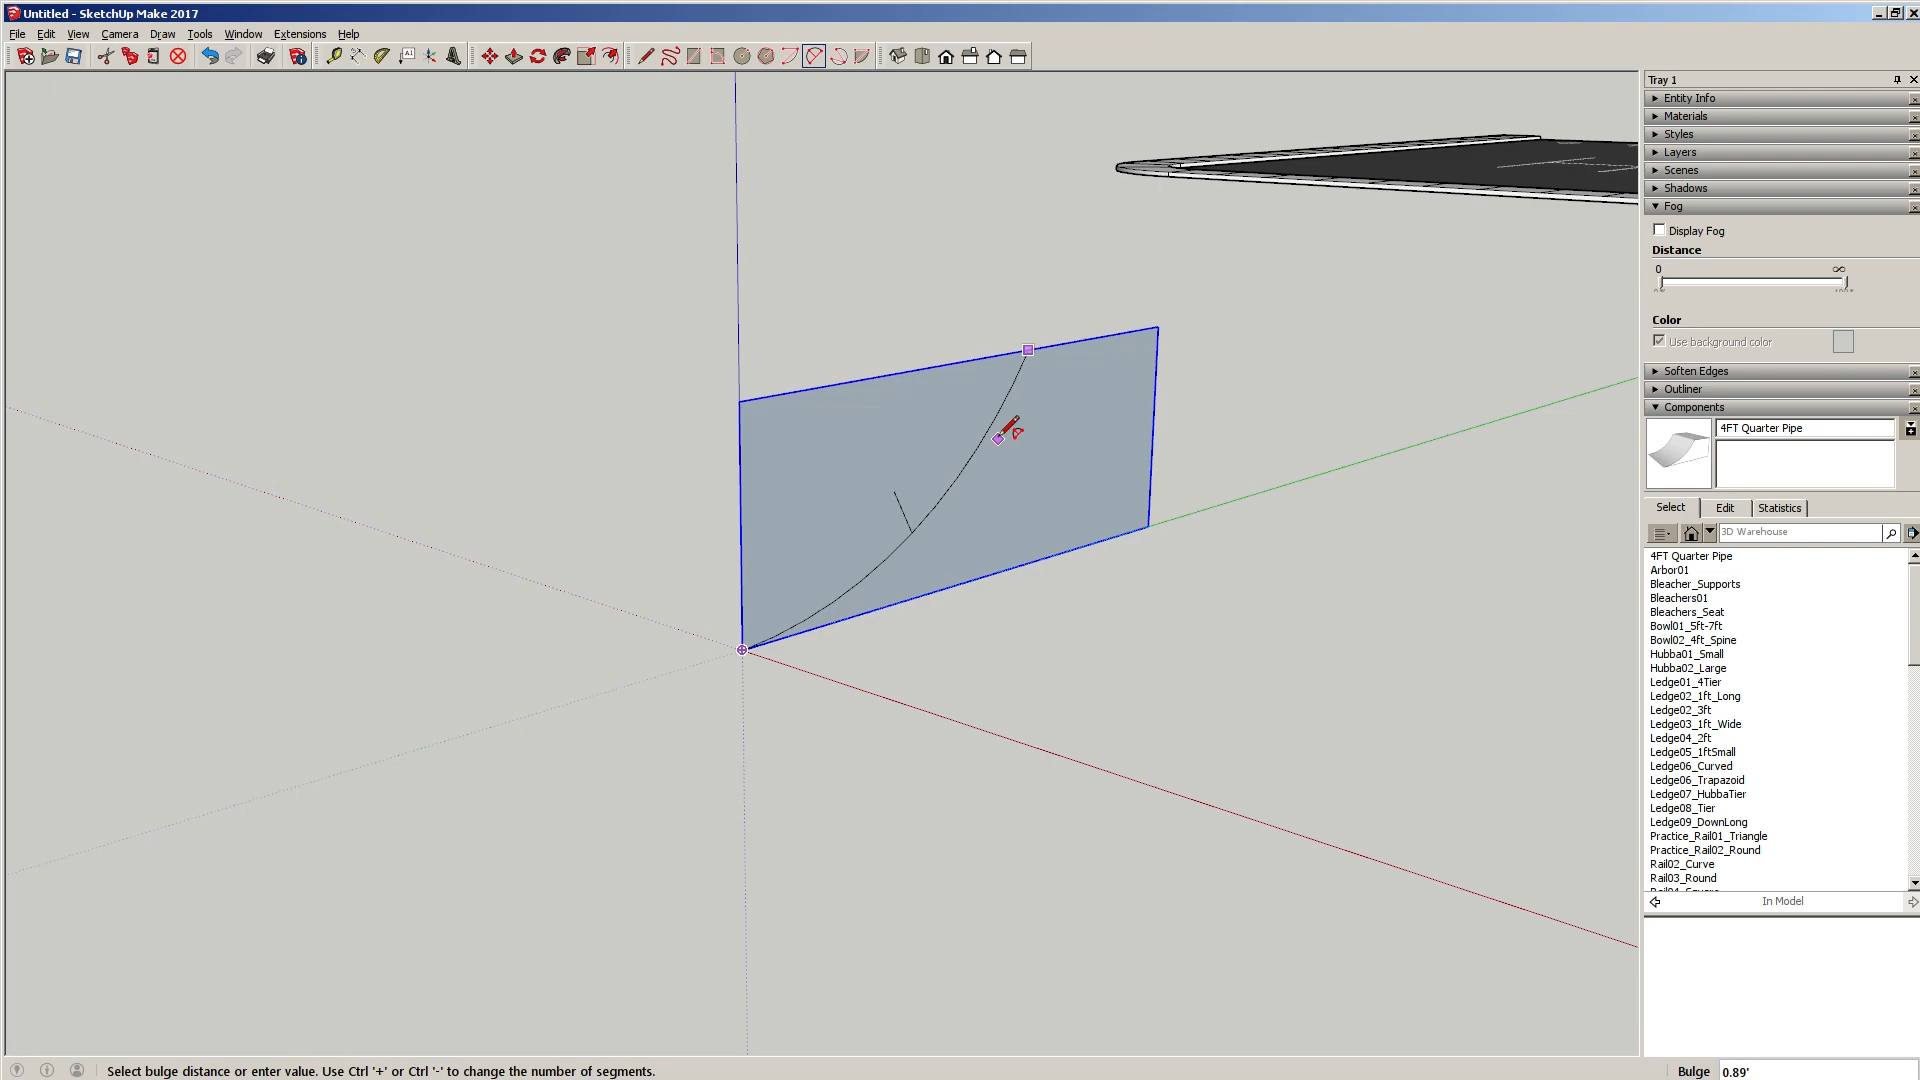 Untitled - SketchUp Make 2017
File Edit View Camera Draw Tools Window Extensions Help
A1
Tray 1
Entity Info
Materials
Styles
Layers
Scenes
Shadows
Fog
Display Fog
Distance
0 ∞
Color
Use background color
Soften Edges
Outliner
Components
4FT Quarter Pipe
Select Edit Statistics
3D Warehouse
4FT Quarter Pipe
Arbor01
Bleacher_Supports
Bleachers01
Bleachers_Seat
Bowl01_5ft-7ft
Bowl02_4ft_Spine
Hubba01_Small
Hubba02_Large
Ledge01_4Tier
Ledge02_1ft_Long
Ledge02_3ft
Ledge03_1ft_Wide
Ledge04_2ft
Ledge05_1ftSmall
Ledge06_Curved
Ledge06_Trapazoid
Ledge07_HubbaTier
Ledge08_Tier
Ledge09_DownLong
Practice_Rail01_Triangle
Practice_Rail02_Round
Rail02_Curve
Rail03_Round
In Model
Select bulge distance or enter value. Use Ctrl '+' or Ctrl '-' to change the number of segments.
Bulge 0.89'